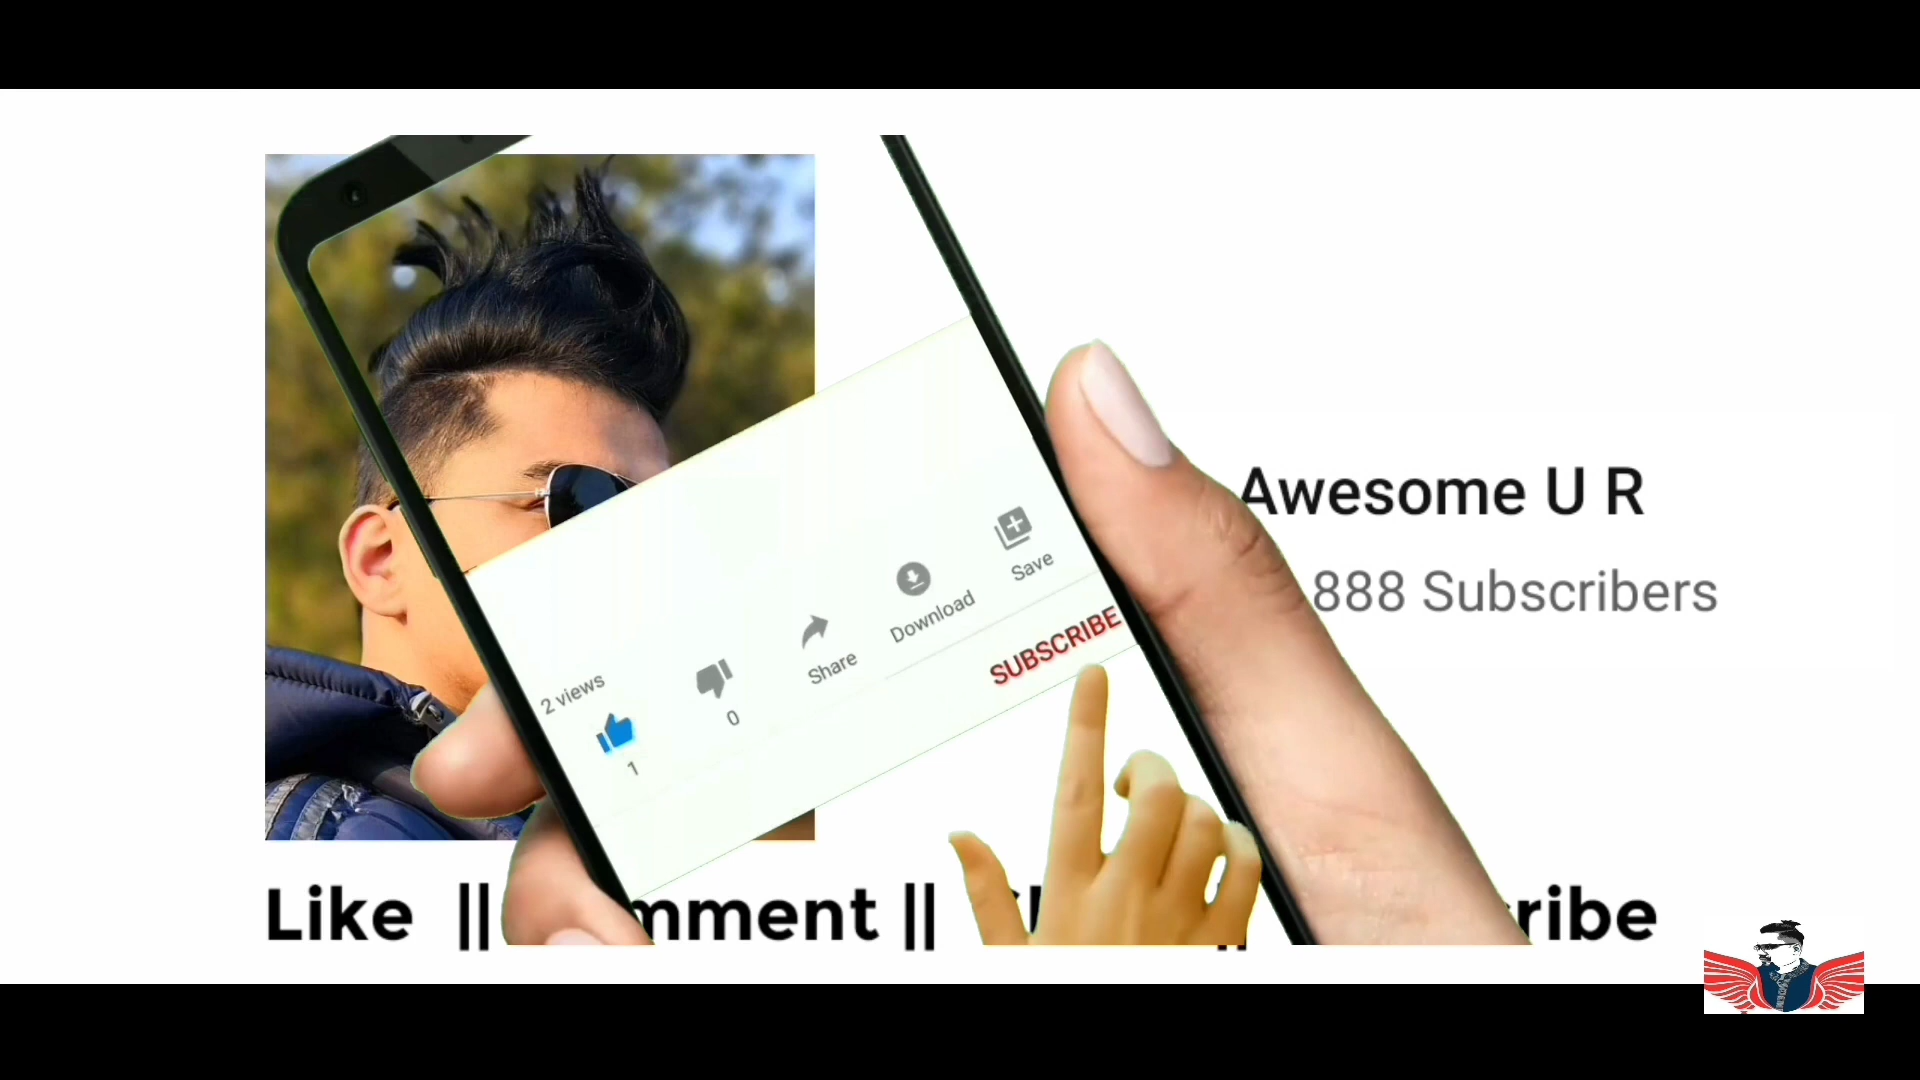 Awesome U R
888 Subscribers
2 views
1
0
Share
Download
Save
SUBSCRIBE
Like || mment || || ribe